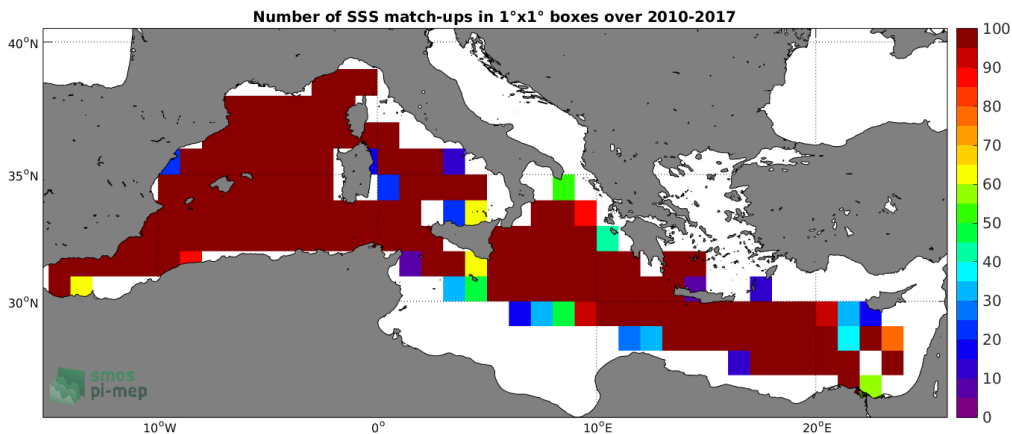 Number of SSS match-ups in 1°x1° boxes over 2010-2017
40°N
35°N
30°N
10°W
0°
10°E
20°E
100
90
80
70
60
50
40
30
20
10
0
smos
pi-mep